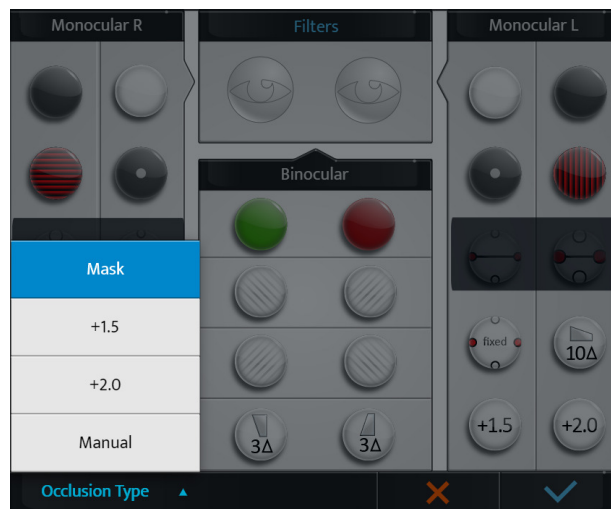 Monocular R
Filters
Monocular L
Binocular
Mask
+1.5
+2.0
Manual
3Δ
3Δ
fixed
10Δ
+1.5
+2.0
Occlusion Type